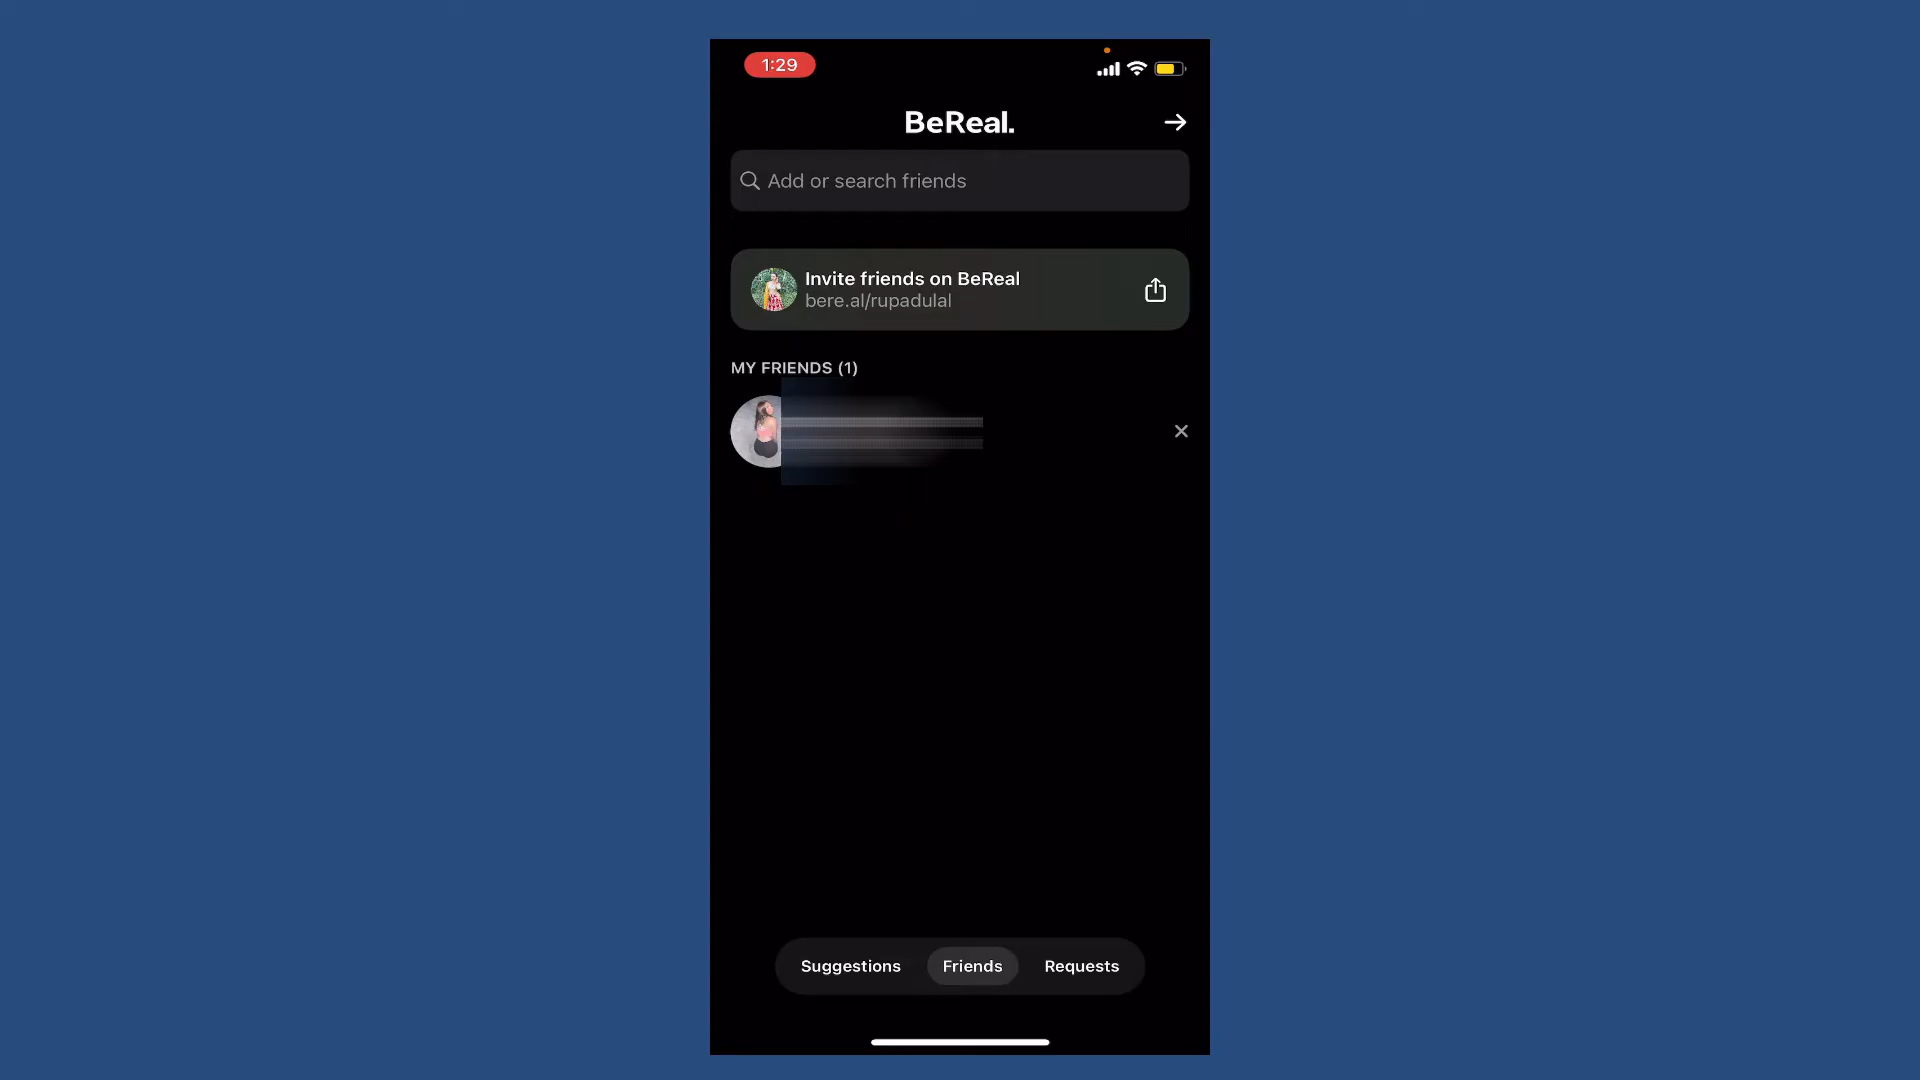 1:29
BeReal.
Add or search friends
Invite friends on BeReal
bere.al/rupadulal
MY FRIENDS (1)
Suggestions
Friends
Requests